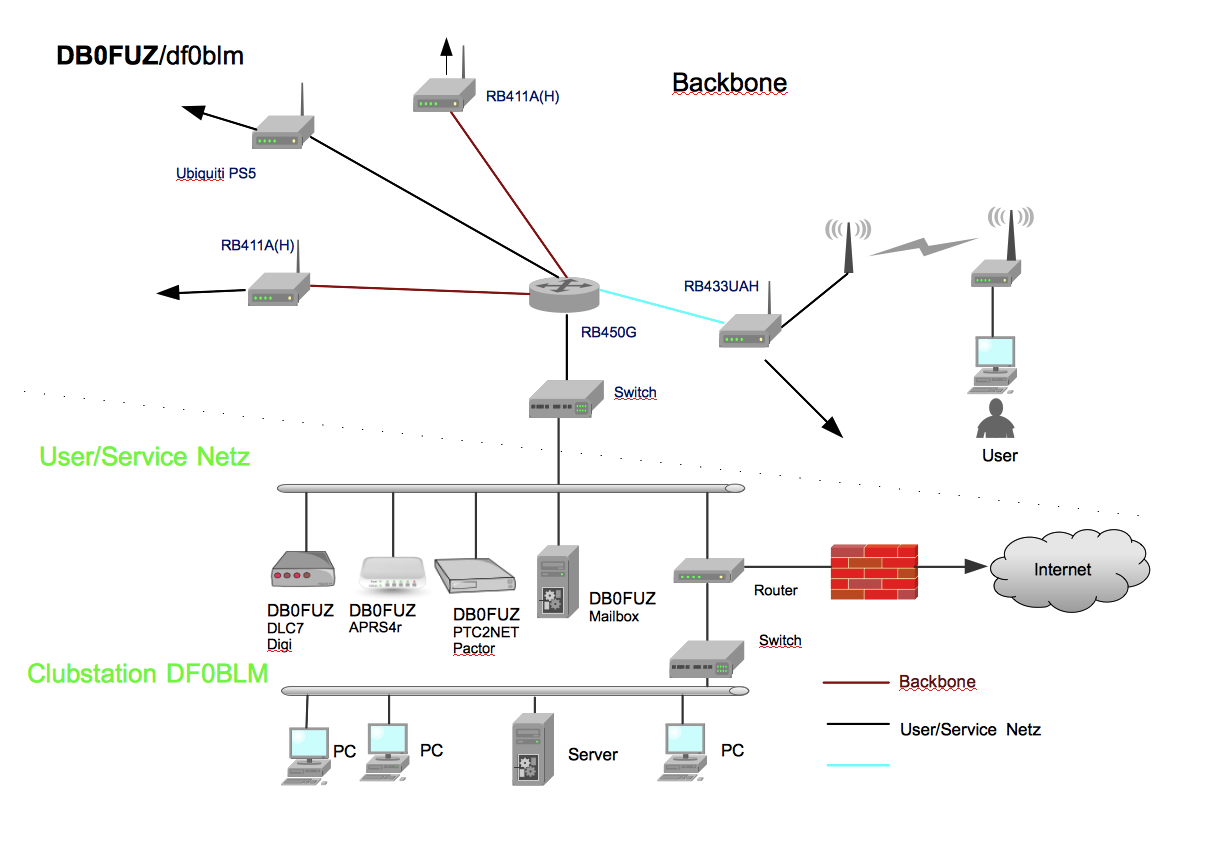 DB0FUZ/df0blm
Backbone
RB411A(H)
Ubiquiti PS5
RB411A(H)
RB433UAH
RB450G
Switch
User
User/Service Netz
Internet
Router
DB0FUZ
DLC7
Digi
DB0FUZ
APRS4r
DB0FUZ
PTC2NET
Pactor
DB0FUZ
Mailbox
Switch
Clubstation DF0BLM
Backbone
User/Service Netz
PC
PC
Server
PC